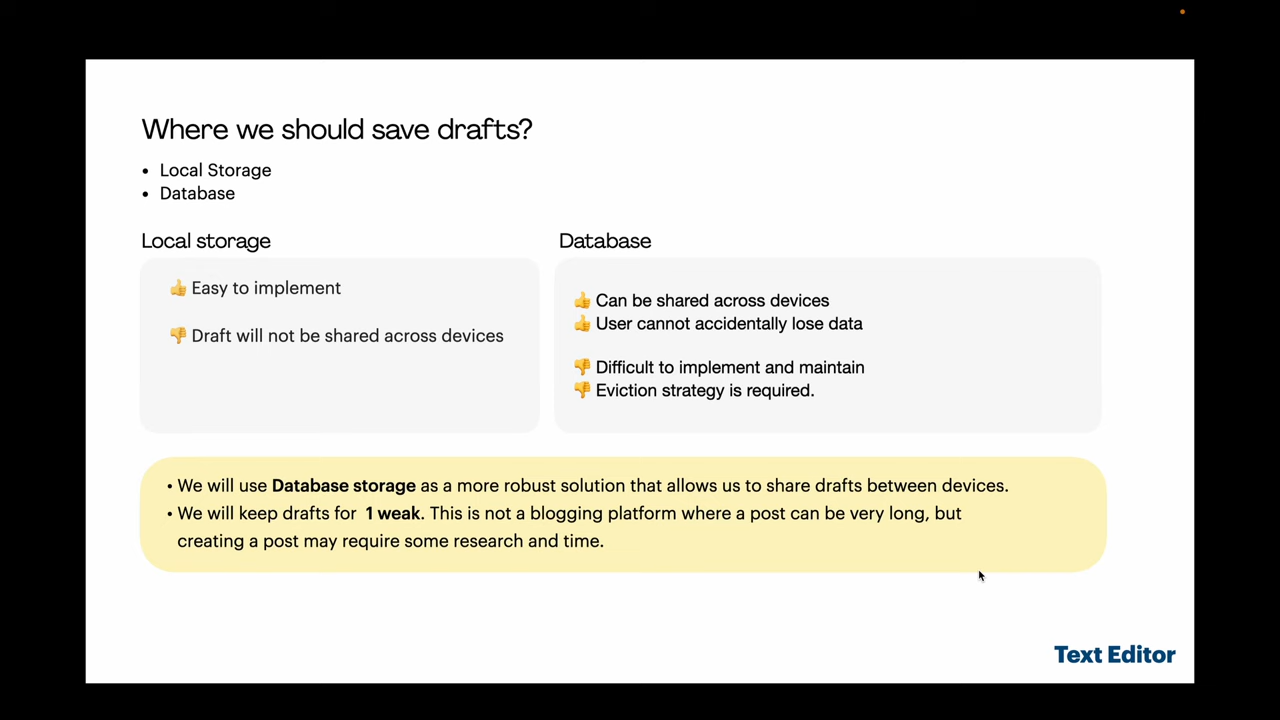 Where we should save drafts?
• Local Storage
• Database
Local storage
👍 Easy to implement
👎 Draft will not be shared across devices
Database
👍 Can be shared across devices
👍 User cannot accidentally lose data
👎 Difficult to implement and maintain
👎 Eviction strategy is required.
• We will use Database storage as a more robust solution that allows us to share drafts between devices.
• We will keep drafts for 1 weak. This is not a blogging platform where a post can be very long, but
creating a post may require some research and time.
Text Editor